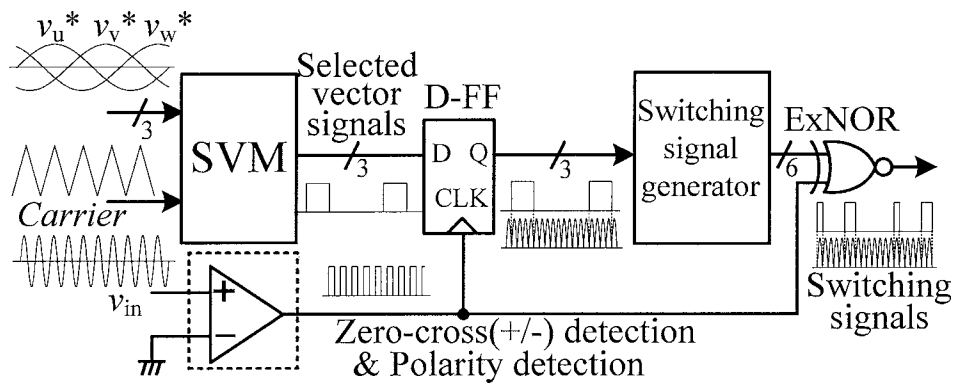 vu* vv* vw*
3
SVM
Carrier
vin
+
−
Selected
vector
signals
3
D-FF
D Q
CLK
3
Switching
signal
generator
ExNOR
6
Zero-cross(+/-) detection
& Polarity detection
Switching
signals